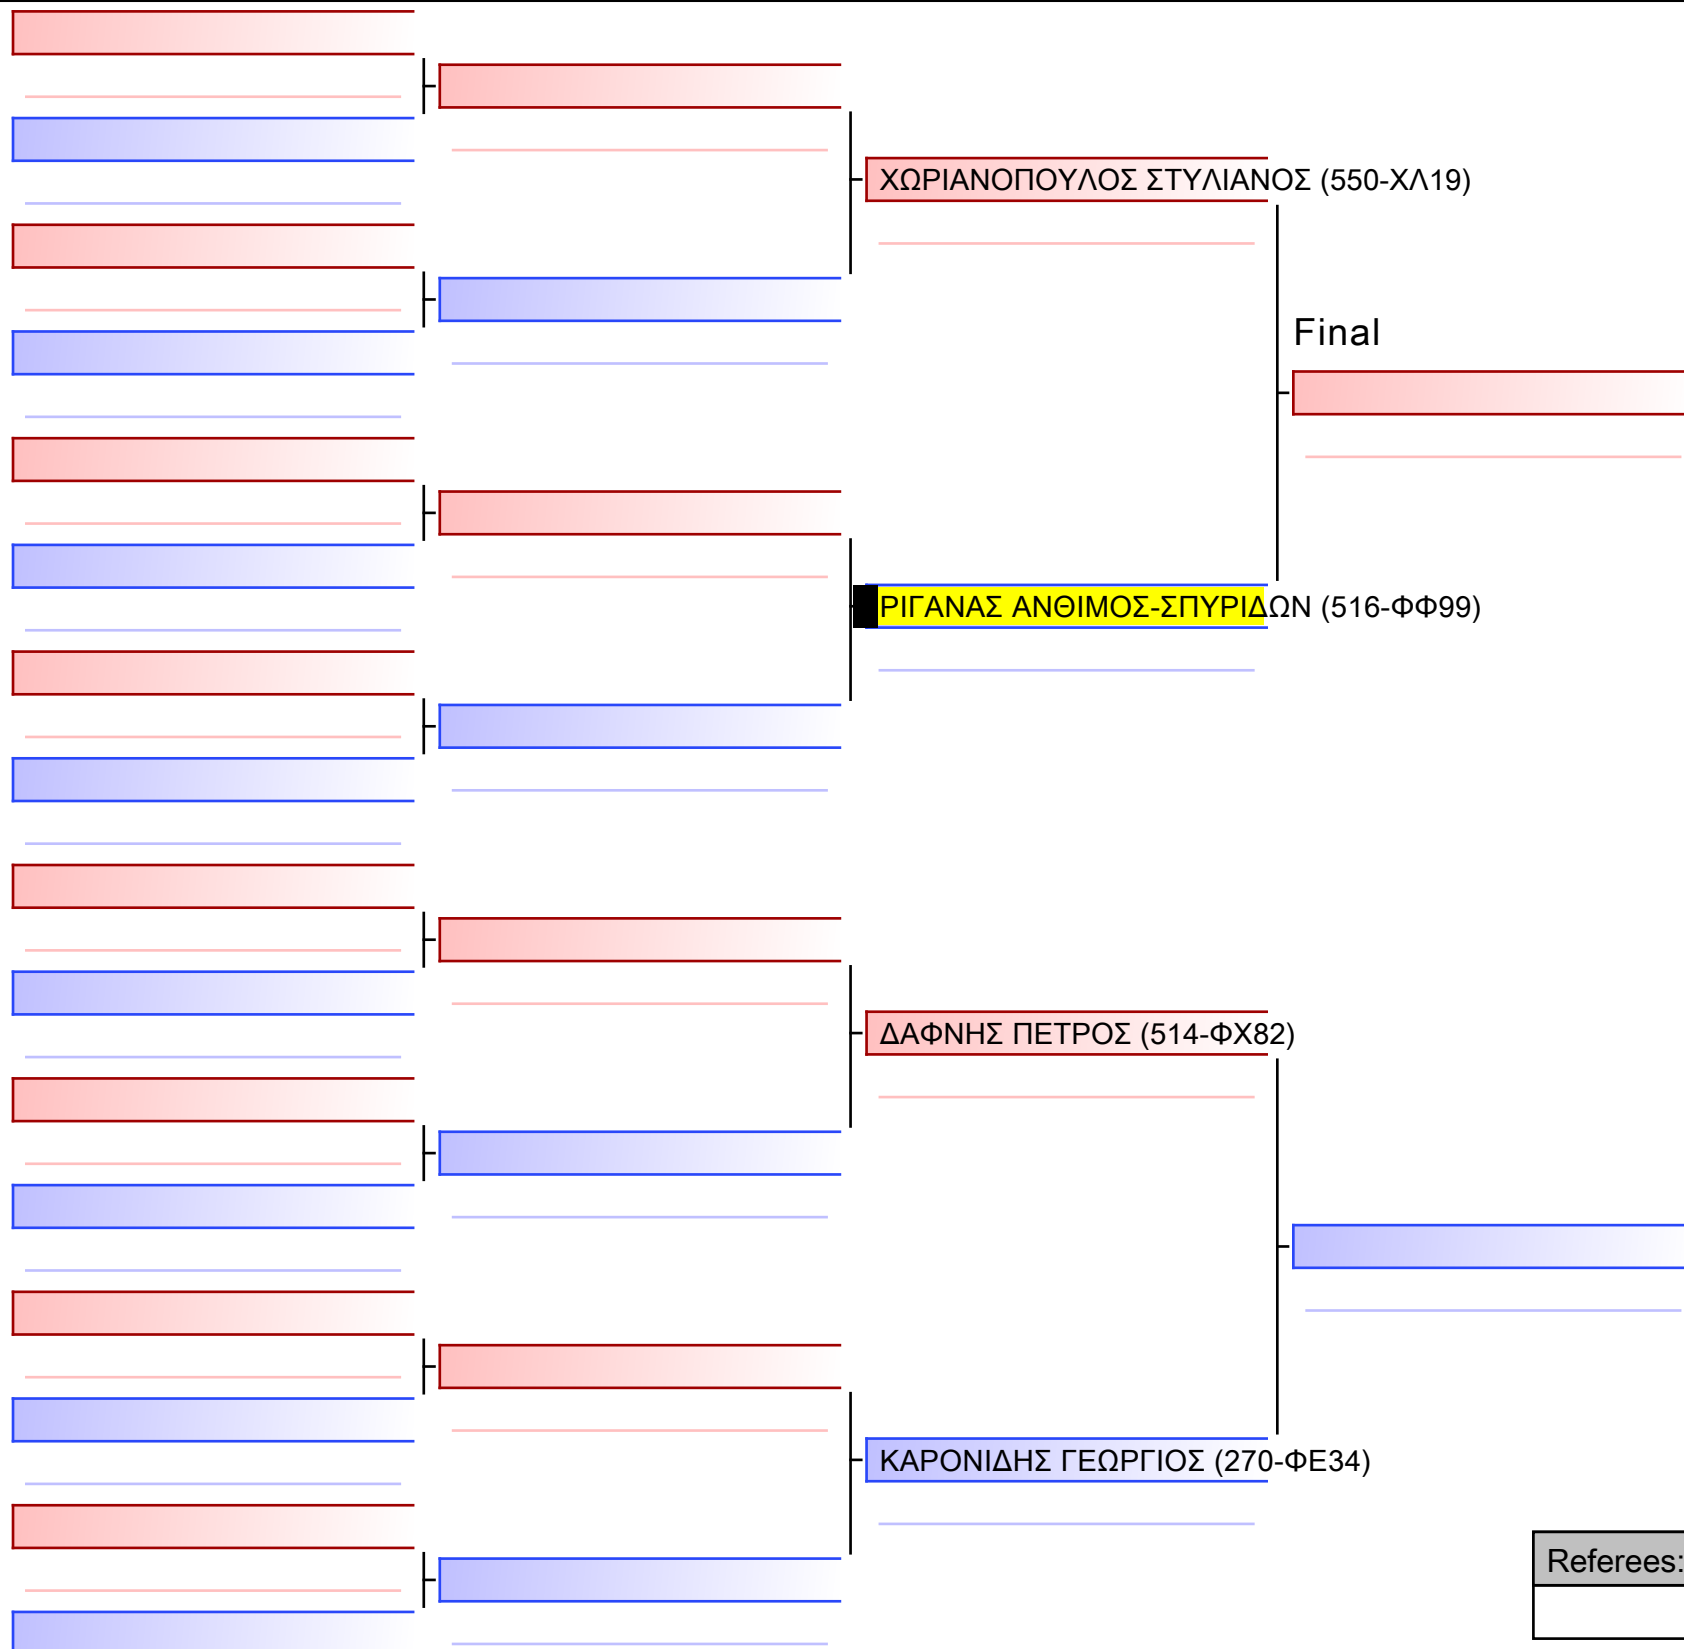 ΧΩΡΙΑΝΟΠΟΥΛΟΣ ΣΤΥΛΙΑΝΟΣ (550-ΧΛ19)
Final
ΡΙΓΑΝΑΣ ΑΝΘΙΜΟΣ-ΣΠΥΡΙΔΩΝ (516-ΦΦ99)
ΔΑΦΝΗΣ ΠΕΤΡΟΣ (514-ΦΧ82)
ΚΑΡΟΝΙΔΗΣ ΓΕΩΡΓΙΟΣ (270-ΦΕ34)
Referees: